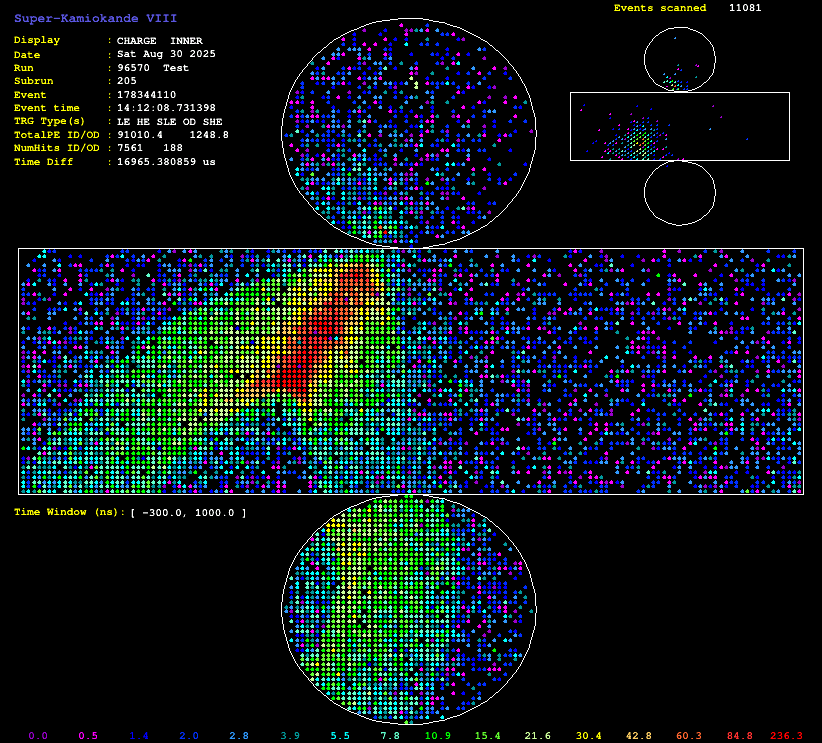 Super-Kamiokande VIII
Events scanned 11081
Display : CHARGE INNER
Date : Sat Aug 30 2025
Run : 96570 Test
Subrun : 205
Event : 178344110
Event time : 14:12:08.731398
TRG Type(s) : LE HE SLE OD SHE
TotalPE ID/OD : 91010.4 1248.8
NumHits ID/OD : 7561 188
Time Diff : 16965.380859 us
Time Window (ns): [ -300.0, 1000.0 ]
0.0 0.5 1.4 2.0 2.8 3.9 5.5 7.8 10.9 15.4 21.6 30.4 42.8 60.3 84.8 236.3